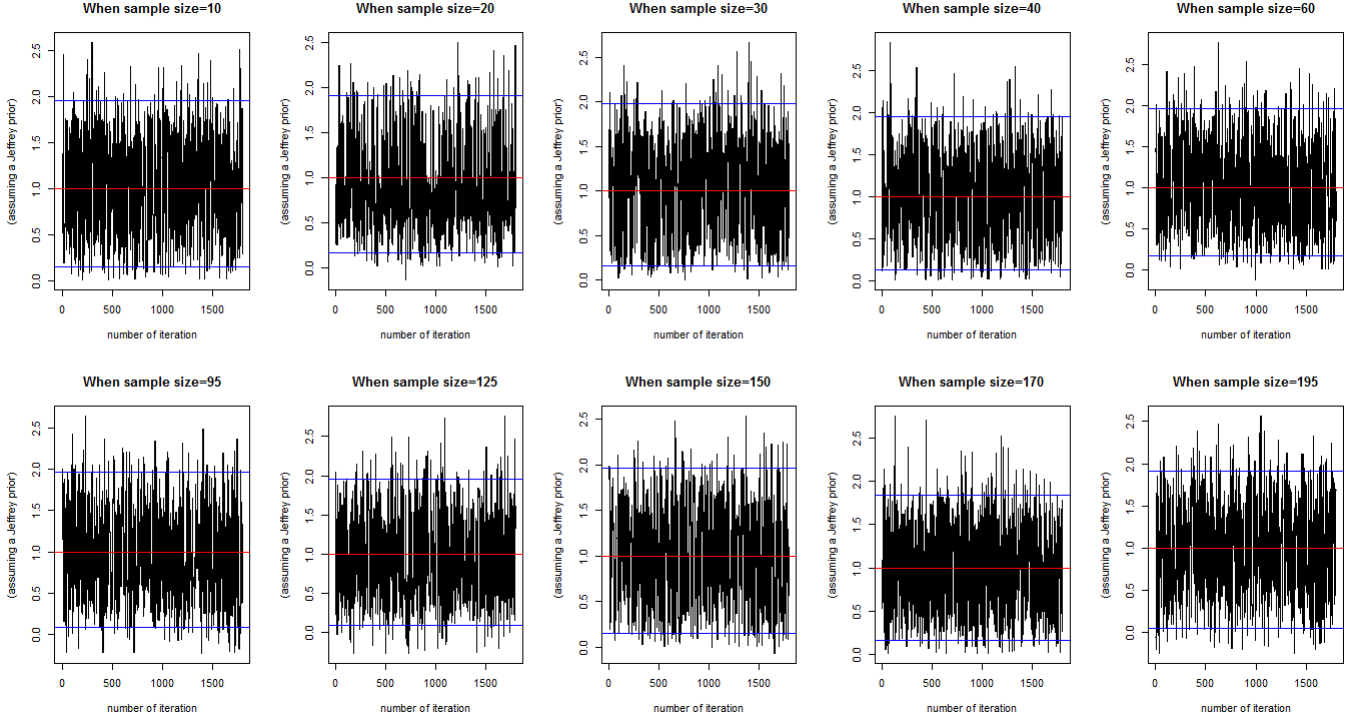 When sample size=10
When sample size=20
When sample size=30
When sample size=40
When sample size=60
(assuming a Jeffrey prior)
0.0 0.5 1.0 1.5 2.0 2.5
0 500 1000 1500
number of iteration
(assuming a Jeffrey prior)
0.0 0.5 1.0 1.5 2.0 2.5
0 500 1000 1500
number of iteration
(assuming a Jeffrey prior)
0.0 0.5 1.0 1.5 2.0 2.5
0 500 1000 1500
number of iteration
(assuming a Jeffrey prior)
0.0 0.5 1.0 1.5 2.0 2.5
0 500 1000 1500
number of iteration
(assuming a Jeffrey prior)
0.0 0.5 1.0 1.5 2.0 2.5
0 500 1000 1500
number of iteration
When sample size=95
When sample size=125
When sample size=150
When sample size=170
When sample size=195
(assuming a Jeffrey prior)
0.0 0.5 1.0 1.5 2.0 2.5
0 500 1000 1500
number of iteration
(assuming a Jeffrey prior)
0.0 0.5 1.0 1.5 2.0 2.5
0 500 1000 1500
number of iteration
(assuming a Jeffrey prior)
0.0 0.5 1.0 1.5 2.0 2.5
0 500 1000 1500
number of iteration
(assuming a Jeffrey prior)
0.0 0.5 1.0 1.5 2.0 2.5
0 500 1000 1500
number of iteration
(assuming a Jeffrey prior)
0.0 0.5 1.0 1.5 2.0 2.5
0 500 1000 1500
number of iteration